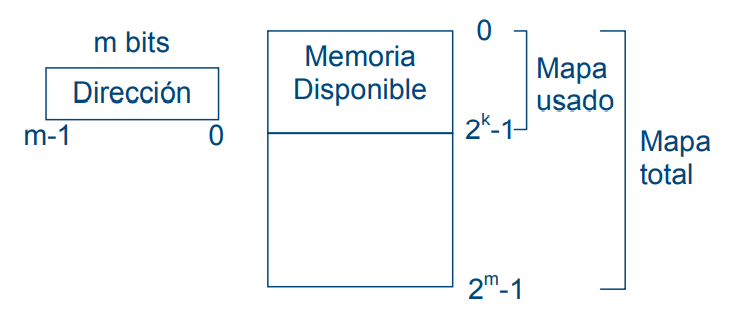 m bits
Dirección
m-1 0
Memoria
Disponible
0
Mapa
usado
2^k-1
Mapa
total
2^m-1